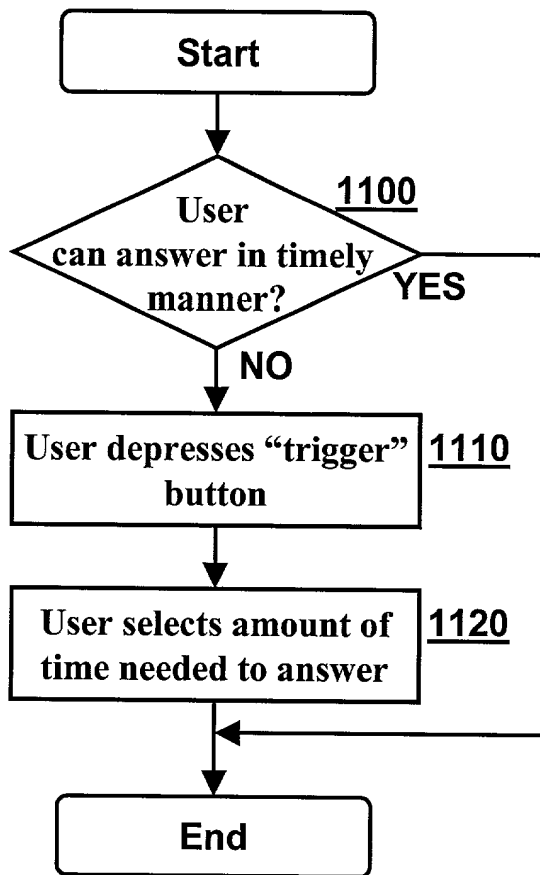 Start
1100
User
can answer in timely
manner?
YES
NO
User depresses “trigger”
button
1110
User selects amount of
time needed to answer
1120
End